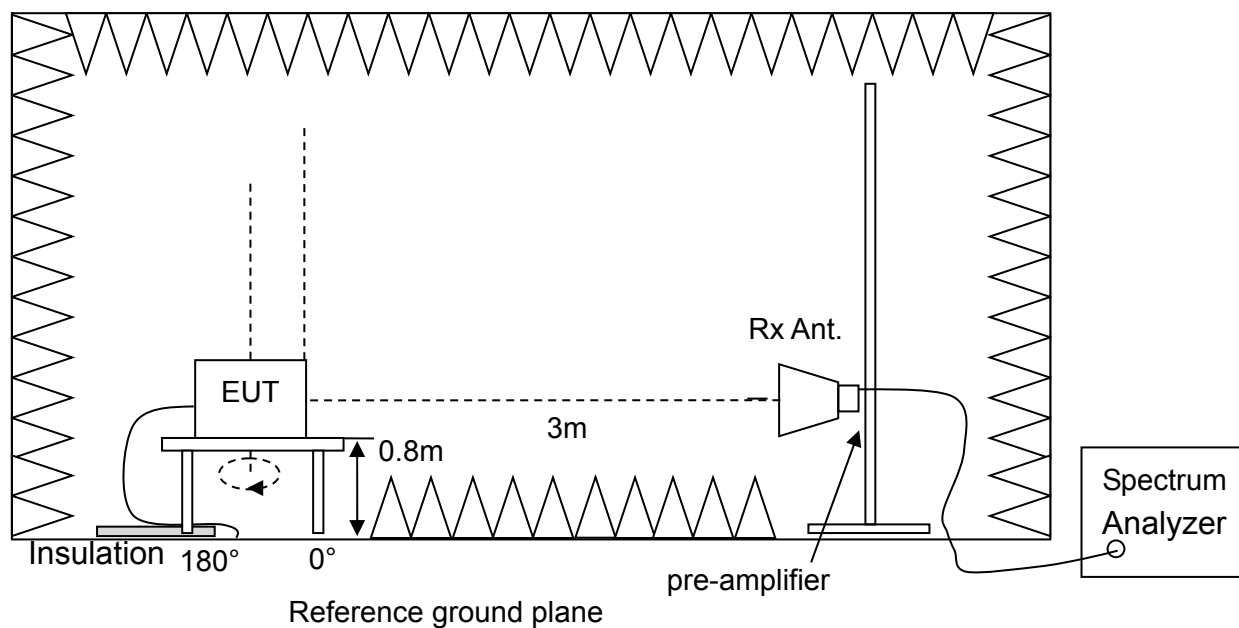 Rx Ant.
EUT
3m
0.8m
Spectrum
Analyzer
Insulation
180°
0°
pre-amplifier
Reference ground plane